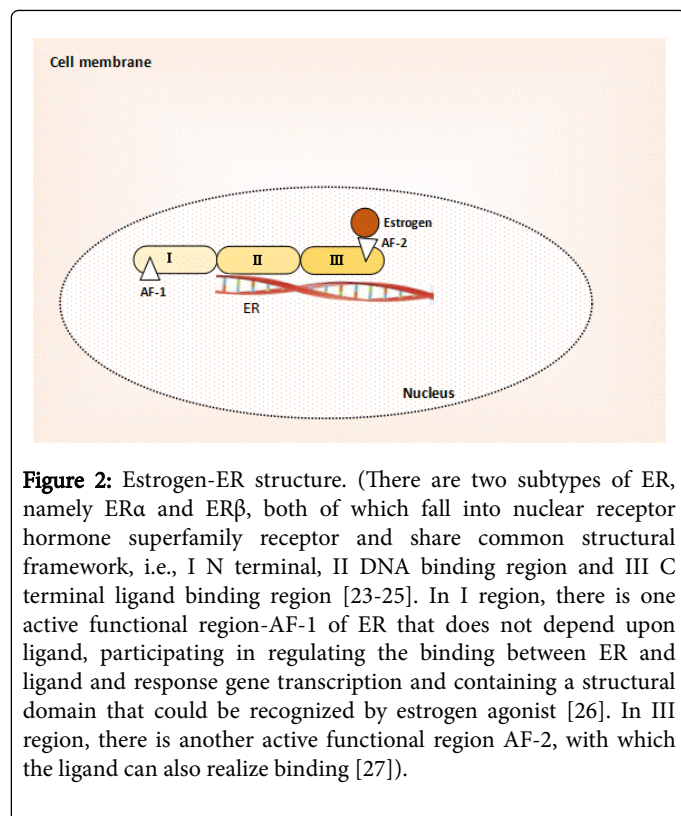 Cell membrane
Estrogen
AF-2
I
II
III
AF-1
ER
Nucleus
Figure 2: Estrogen-ER structure. (There are two subtypes of ER,
namely ERα and ERβ, both of which fall into nuclear receptor
hormone superfamily receptor and share common structural
framework, i.e., I N terminal, II DNA binding region and III C
terminal ligand binding region [23-25]. In I region, there is one
active functional region-AF-1 of ER that does not depend upon
ligand, participating in regulating the binding between ER and
ligand and response gene transcription and containing a structural
domain that could be recognized by estrogen agonist [26]. In III
region, there is another active functional region AF-2, with which
the ligand can also realize binding [27]).